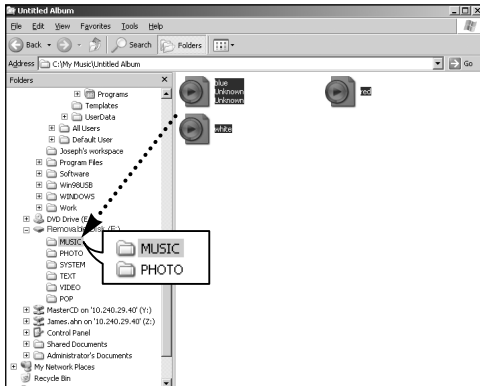 Untitled Album
File Edit View Favorites Tools Help
Back Search Folders
Address C:\My Music\Untitled Album Go
Folders
Programs
Templates
UserData
All Users
Default User
Joseph's workspace
Program Files
Software
Win98USB
WINDOWS
Work
DVD Drive (E:)
Removable Disk (F:)
MUSIC
PHOTO
SYSTEM
TEXT
VIDEO
POP
MasterCD on '10.240.29.40' (Y:)
James.ahn on '10.240.29.40' (Z:)
Control Panel
Shared Documents
Administrator's Documents
My Network Places
Recycle Bin
blue
Unknown
Unknown
red
white
MUSIC
PHOTO